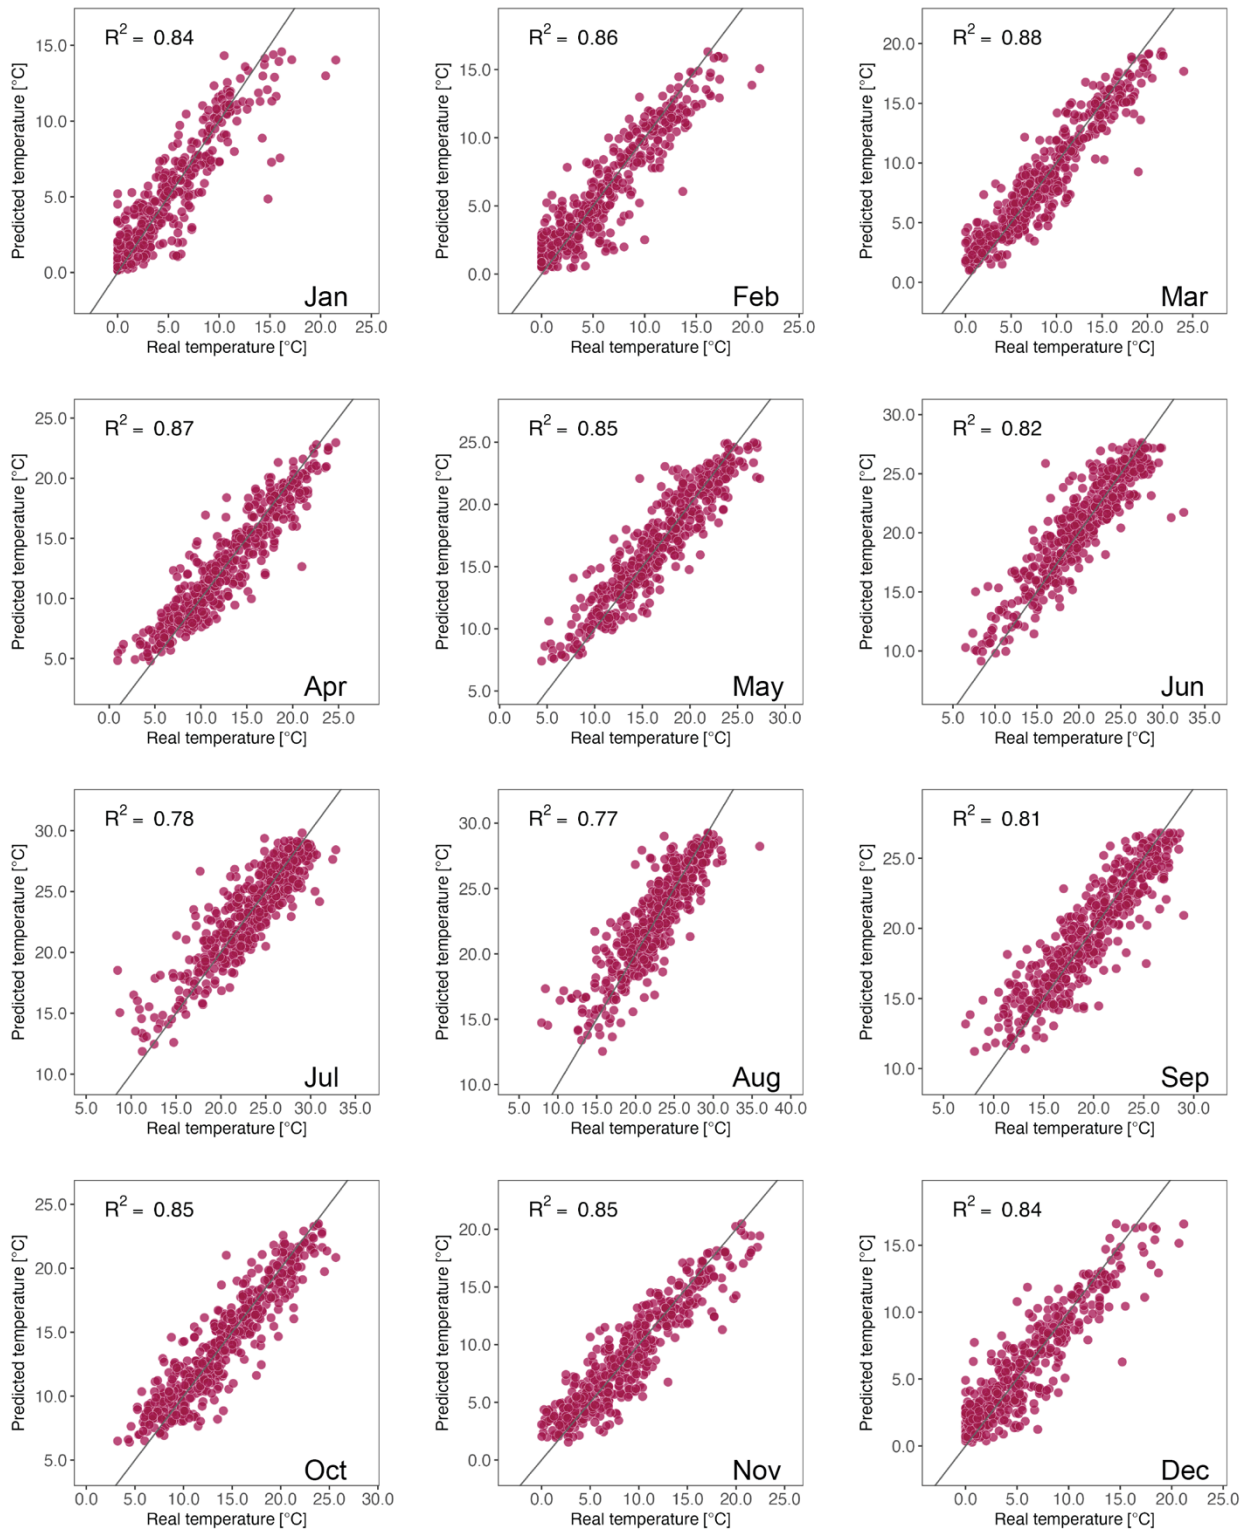 R² = 0.84
Predicted temperature [°C]
15.0
10.0
5.0
0.0
Jan
0.0 5.0 10.0 15.0 20.0 25.0
Real temperature [°C]
R² = 0.86
Predicted temperature [°C]
15.0
10.0
5.0
0.0
Feb
0.0 5.0 10.0 15.0 20.0 25.0
Real temperature [°C]
R² = 0.88
Predicted temperature [°C]
20.0
15.0
10.0
5.0
0.0
Mar
0.0 5.0 10.0 15.0 20.0 25.0
Real temperature [°C]
R² = 0.87
Predicted temperature [°C]
25.0
20.0
15.0
10.0
5.0
Apr
0.0 5.0 10.0 15.0 20.0 25.0
Real temperature [°C]
R² = 0.85
Predicted temperature [°C]
25.0
20.0
15.0
10.0
5.0
May
0.0 5.0 10.0 15.0 20.0 25.0 30.0
Real temperature [°C]
R² = 0.82
Predicted temperature [°C]
30.0
25.0
20.0
15.0
10.0
Jun
5.0 10.0 15.0 20.0 25.0 30.0 35.0
Real temperature [°C]
R² = 0.78
Predicted temperature [°C]
30.0
25.0
20.0
15.0
10.0
Jul
5.0 10.0 15.0 20.0 25.0 30.0 35.0
Real temperature [°C]
R² = 0.77
Predicted temperature [°C]
30.0
25.0
20.0
15.0
10.0
Aug
5.0 10.0 15.0 20.0 25.0 30.0 35.0 40.0
Real temperature [°C]
R² = 0.81
Predicted temperature [°C]
25.0
20.0
15.0
10.0
Sep
5.0 10.0 15.0 20.0 25.0 30.0
Real temperature [°C]
R² = 0.85
Predicted temperature [°C]
25.0
20.0
15.0
10.0
5.0
Oct
0.0 5.0 10.0 15.0 20.0 25.0 30.0
Real temperature [°C]
R² = 0.85
Predicted temperature [°C]
20.0
15.0
10.0
5.0
0.0
Nov
0.0 5.0 10.0 15.0 20.0 25.0
Real temperature [°C]
R² = 0.84
Predicted temperature [°C]
15.0
10.0
5.0
0.0
Dec
0.0 5.0 10.0 15.0 20.0 25.0
Real temperature [°C]